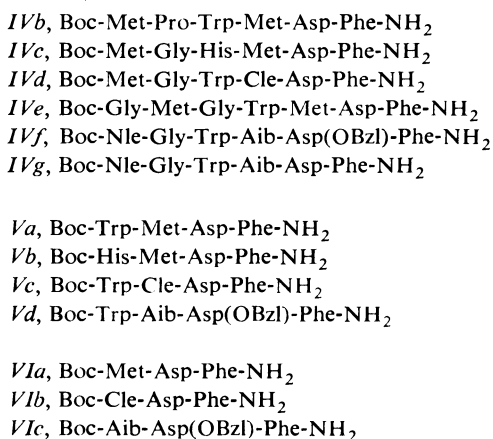 IVb, Boc-Met-Pro-Trp-Met-Asp-Phe-NH2
IVc, Boc-Met-Gly-His-Met-Asp-Phe-NH2
IVd, Boc-Met-Gly-Trp-Cle-Asp-Phe-NH2
IVe, Boc-Gly-Met-Gly-Trp-Met-Asp-Phe-NH2
IVf, Boc-Nle-Gly-Trp-Aib-Asp(OBzl)-Phe-NH2
IVg, Boc-Nle-Gly-Trp-Aib-Asp-Phe-NH2
Va, Boc-Trp-Met-Asp-Phe-NH2
Vb, Boc-His-Met-Asp-Phe-NH2
Vc, Boc-Trp-Cle-Asp-Phe-NH2
Vd, Boc-Trp-Aib-Asp(OBzl)-Phe-NH2
VIa, Boc-Met-Asp-Phe-NH2
VIb, Boc-Cle-Asp-Phe-NH2
VIc, Boc-Aib-Asp(OBzl)-Phe-NH2